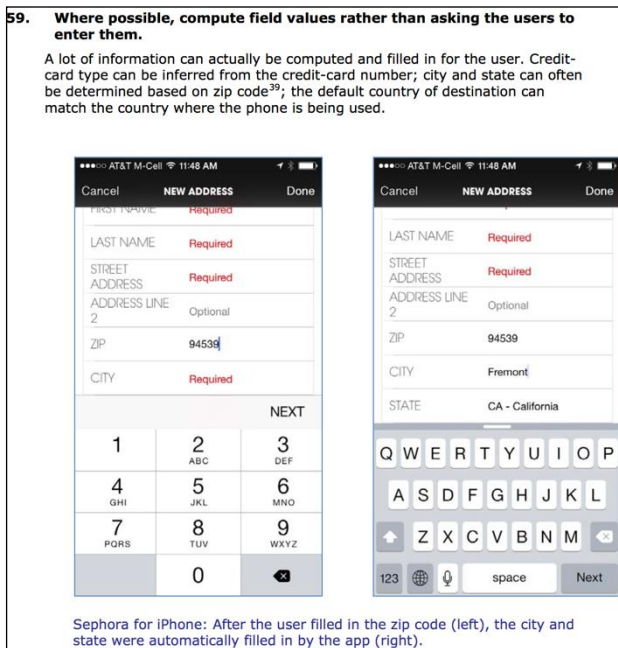 59. Where possible, compute field values rather than asking the users to
enter them.
A lot of information can actually be computed and filled in for the user. Credit-
card type can be inferred from the credit-card number; city and state can often
be determined based on zip code39; the default country of destination can
match the country where the phone is being used.
AT&T M-Cell 11:48 AM
Cancel NEW ADDRESS Done
FIRST NAME Required
LAST NAME Required
STREET
ADDRESS Required
ADDRESS LINE
2 Optional
ZIP 94539
CITY Required
NEXT
1 2 3
ABC DEF
4 5 6
GHI JKL MNO
7 8 9
PQRS TUV WXYZ
0
AT&T M-Cell 11:48 AM
Cancel NEW ADDRESS Done
LAST NAME Required
STREET
ADDRESS Required
ADDRESS LINE
2 Optional
ZIP 94539
CITY Fremont
STATE CA - California
Q W E R T Y U I O P
A S D F G H J K L
Z X C V B N M
123 space Next
Sephora for iPhone: After the user filled in the zip code (left), the city and
state were automatically filled in by the app (right).